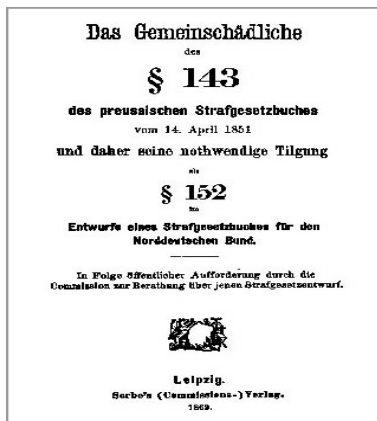 Das Gemeinschädliche
des
§ 143
des preussischen Strafgesetzbuches
vom 14. April 1851
und daher seine nothwendige Tilgung
als
§ 152
im
Entwurfe eines Strafgesetzbuches für den
Norddeutschen Bund.
In Folge öffentlicher Aufforderung durch die
Commission zur Berathung über jenen Strafgesetzentwurf.
Leipzig.
Serbe's (Commissions-) Verlag.
1869.